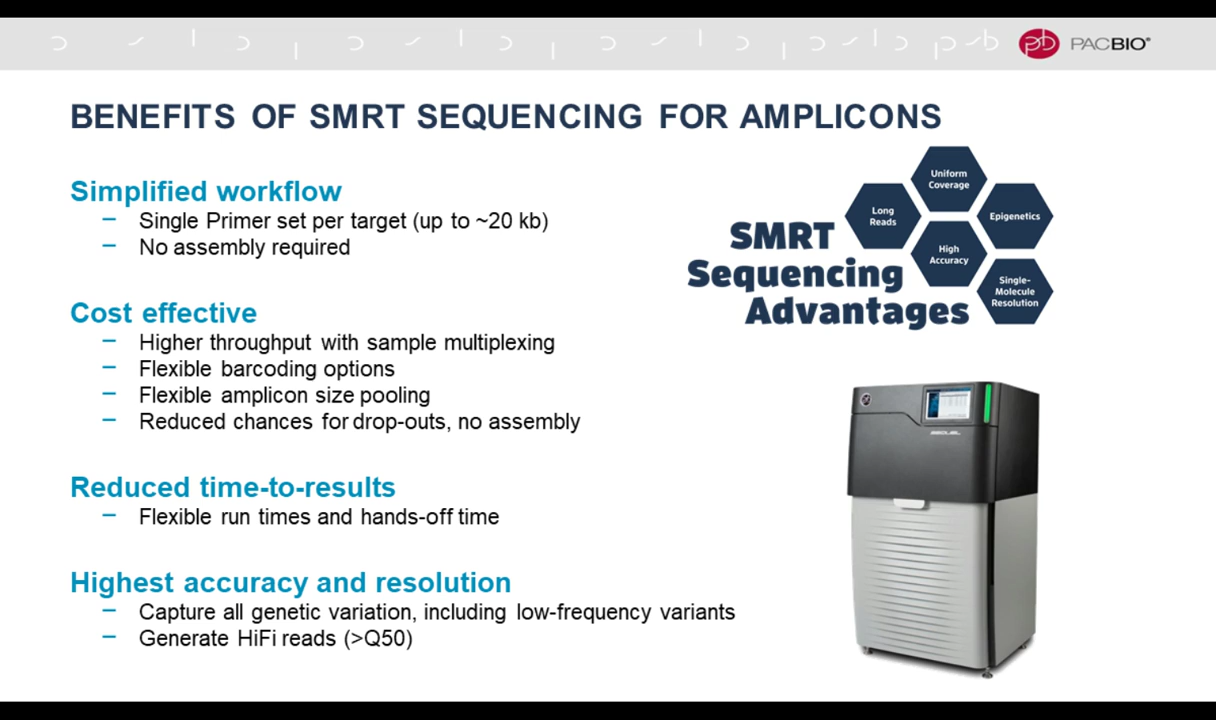 PACBIO®
BENEFITS OF SMRT SEQUENCING FOR AMPLICONS
Simplified workflow
– Single Primer set per target (up to ~20 kb)
– No assembly required
Cost effective
– Higher throughput with sample multiplexing
– Flexible barcoding options
– Flexible amplicon size pooling
– Reduced chances for drop-outs, no assembly
Reduced time-to-results
– Flexible run times and hands-off time
Highest accuracy and resolution
– Capture all genetic variation, including low-frequency variants
– Generate HiFi reads (>Q50)
SMRT
Sequencing
Advantages
Uniform
Coverage
Long
Reads
Epigenetics
High
Accuracy
Single-
Molecule
Resolution
SEQUEL